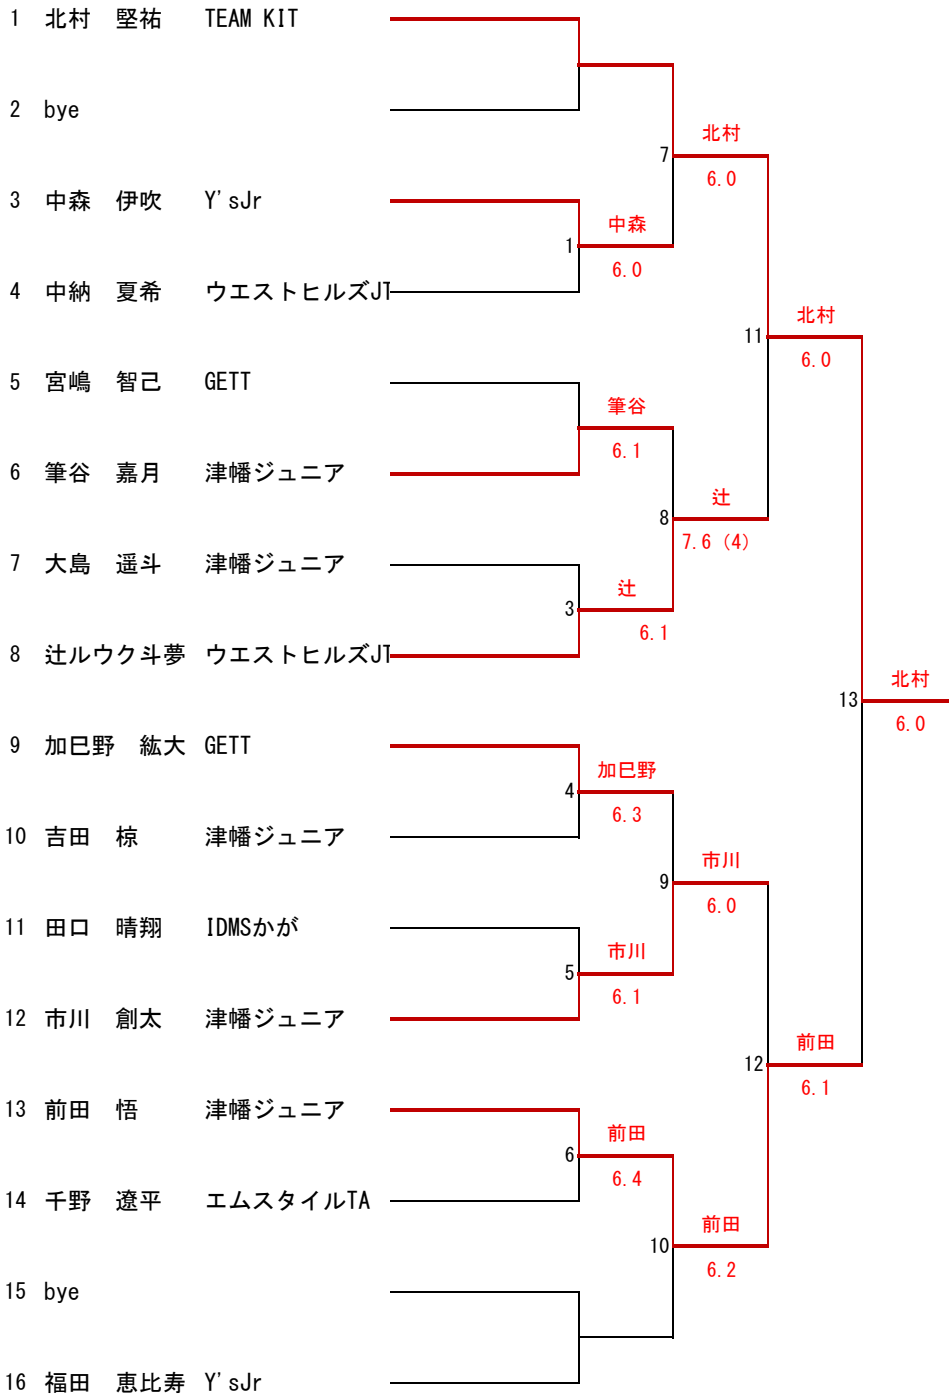 1 北村 堅祐 TEAM KIT
2 bye
北村
7
6.0
3 中森 伊吹 Y'sJr
中森
1
6.0
4 中納 夏希 ウエストヒルズJT
北村
11
6.0
5 宮嶋 智己 GETT
筆谷
6.1
6 筆谷 嘉月 津幡ジュニア
辻
8
7.6 (4)
7 大島 遥斗 津幡ジュニア
辻
3
6.1
8 辻ルウク斗夢 ウエストヒルズJT
北村
13
6.0
9 加巳野 紘大 GETT
加巳野
4
6.3
10 吉田 椋 津幡ジュニア
市川
9
6.0
11 田口 晴翔 IDMSかが
市川
5
6.1
12 市川 創太 津幡ジュニア
前田
12
6.1
13 前田 悟 津幡ジュニア
前田
6
6.4
14 千野 遼平 エムスタイルTA
前田
10
6.2
15 bye
16 福田 恵比寿 Y'sJr